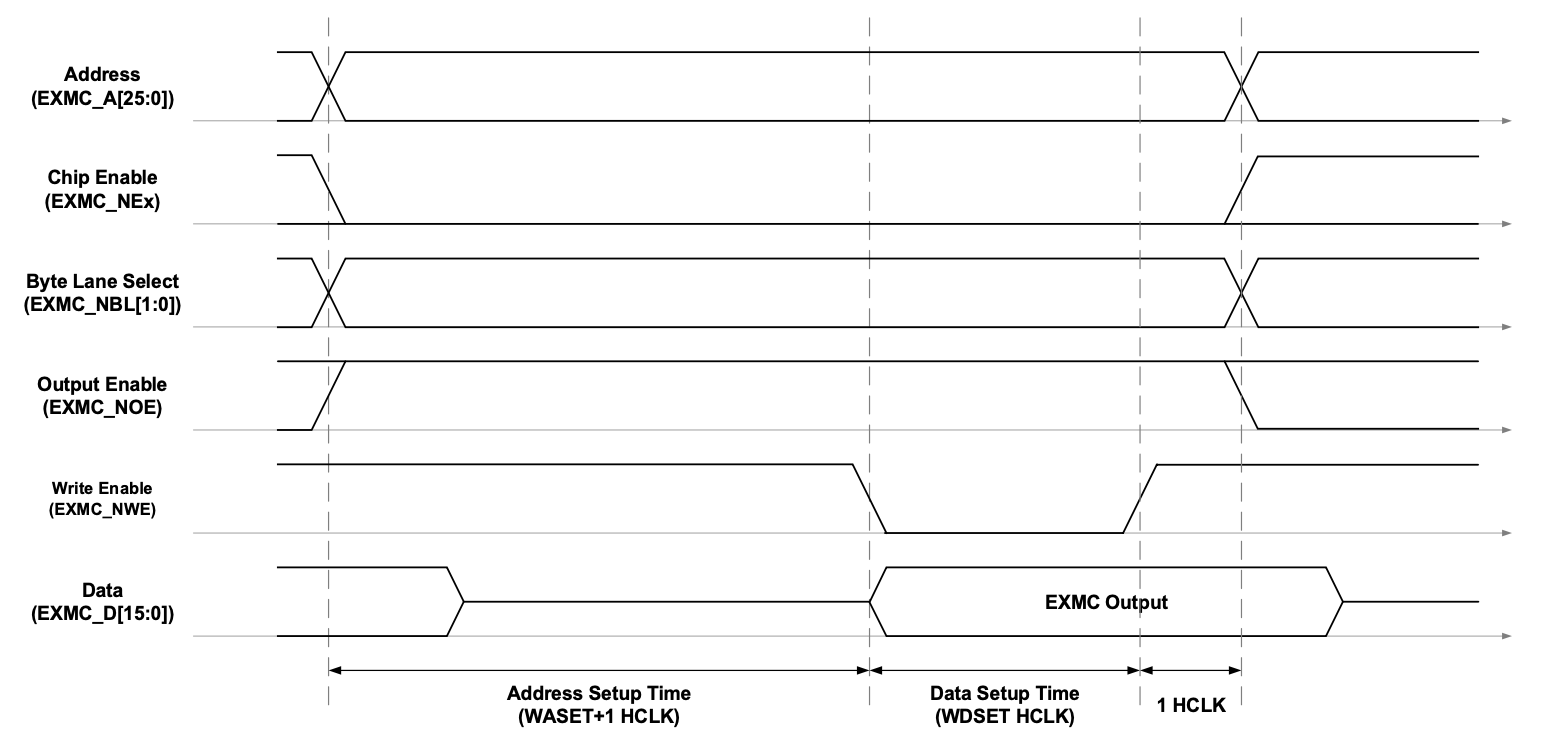 Address
(EXMC_A[25:0])
Chip Enable
(EXMC_NEx)
Byte Lane Select
(EXMC_NBL[1:0])
Output Enable
(EXMC_NOE)
Write Enable
(EXMC_NWE)
Data
(EXMC_D[15:0])
EXMC Output
Address Setup Time
(WASET+1 HCLK)
Data Setup Time
(WDSET HCLK)
1 HCLK